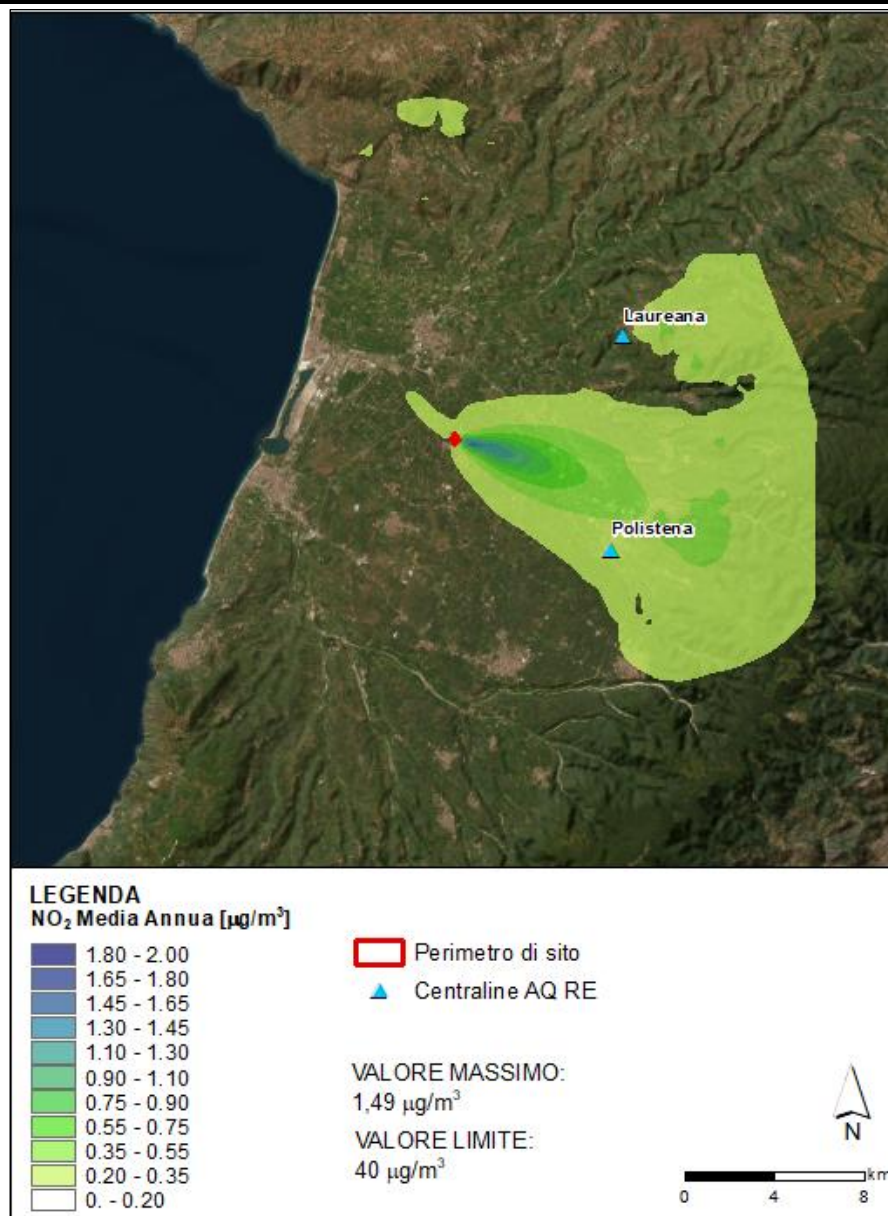 Laureana
Polistena
LEGENDA
NO₂ Media Annua [µg/m³]
1.80 - 2.00
1.65 - 1.80
1.45 - 1.65
1.30 - 1.45
1.10 - 1.30
0.90 - 1.10
0.75 - 0.90
0.55 - 0.75
0.35 - 0.55
0.20 - 0.35
0. - 0.20
Perimetro di sito
Centraline AQ RE
VALORE MASSIMO:
1,49 µg/m³
VALORE LIMITE:
40 µg/m³
N
km
0 4 8